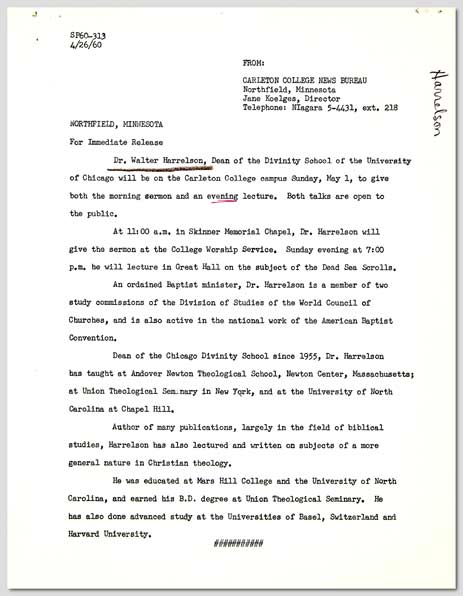 SP60-313
4/26/60
FROM:
CARLETON COLLEGE NEWS BUREAU
Northfield, Minnesota
Jane Koelges, Director
Telephone: NIagara 5-4431, ext. 218
Harrelson
NORTHFIELD, MINNESOTA
For Immediate Release
Dr. Walter Harrelson, Dean of the Divinity School of the University
of Chicago will be on the Carleton College campus Sunday, May 1, to give
both the morning sermon and an evening lecture. Both talks are open to
the public.
At 11:00 a.m. in Skinner Memorial Chapel, Dr. Harrelson will
give the sermon at the College Worship Service. Sunday evening at 7:00
p.m. he will lecture in Great Hall on the subject of the Dead Sea Scrolls.
An ordained Baptist minister, Dr. Harrelson is a member of two
study commissions of the Division of Studies of the World Council of
Churches, and is also active in the national work of the American Baptist
Convention.
Dean of the Chicago Divinity School since 1955, Dr. Harrelson
has taught at Andover Newton Theological School, Newton Center, Massachusetts;
at Union Theological Seminary in New York, and at the University of North
Carolina at Chapel Hill.
Author of many publications, largely in the field of biblical
studies, Harrelson has also lectured and written on subjects of a more
general nature in Christian theology.
He was educated at Mars Hill College and the University of North
Carolina, and earned his B.D. degree at Union Theological Seminary. He
has also done advanced study at the Universities of Basel, Switzerland and
Harvard University.
###########